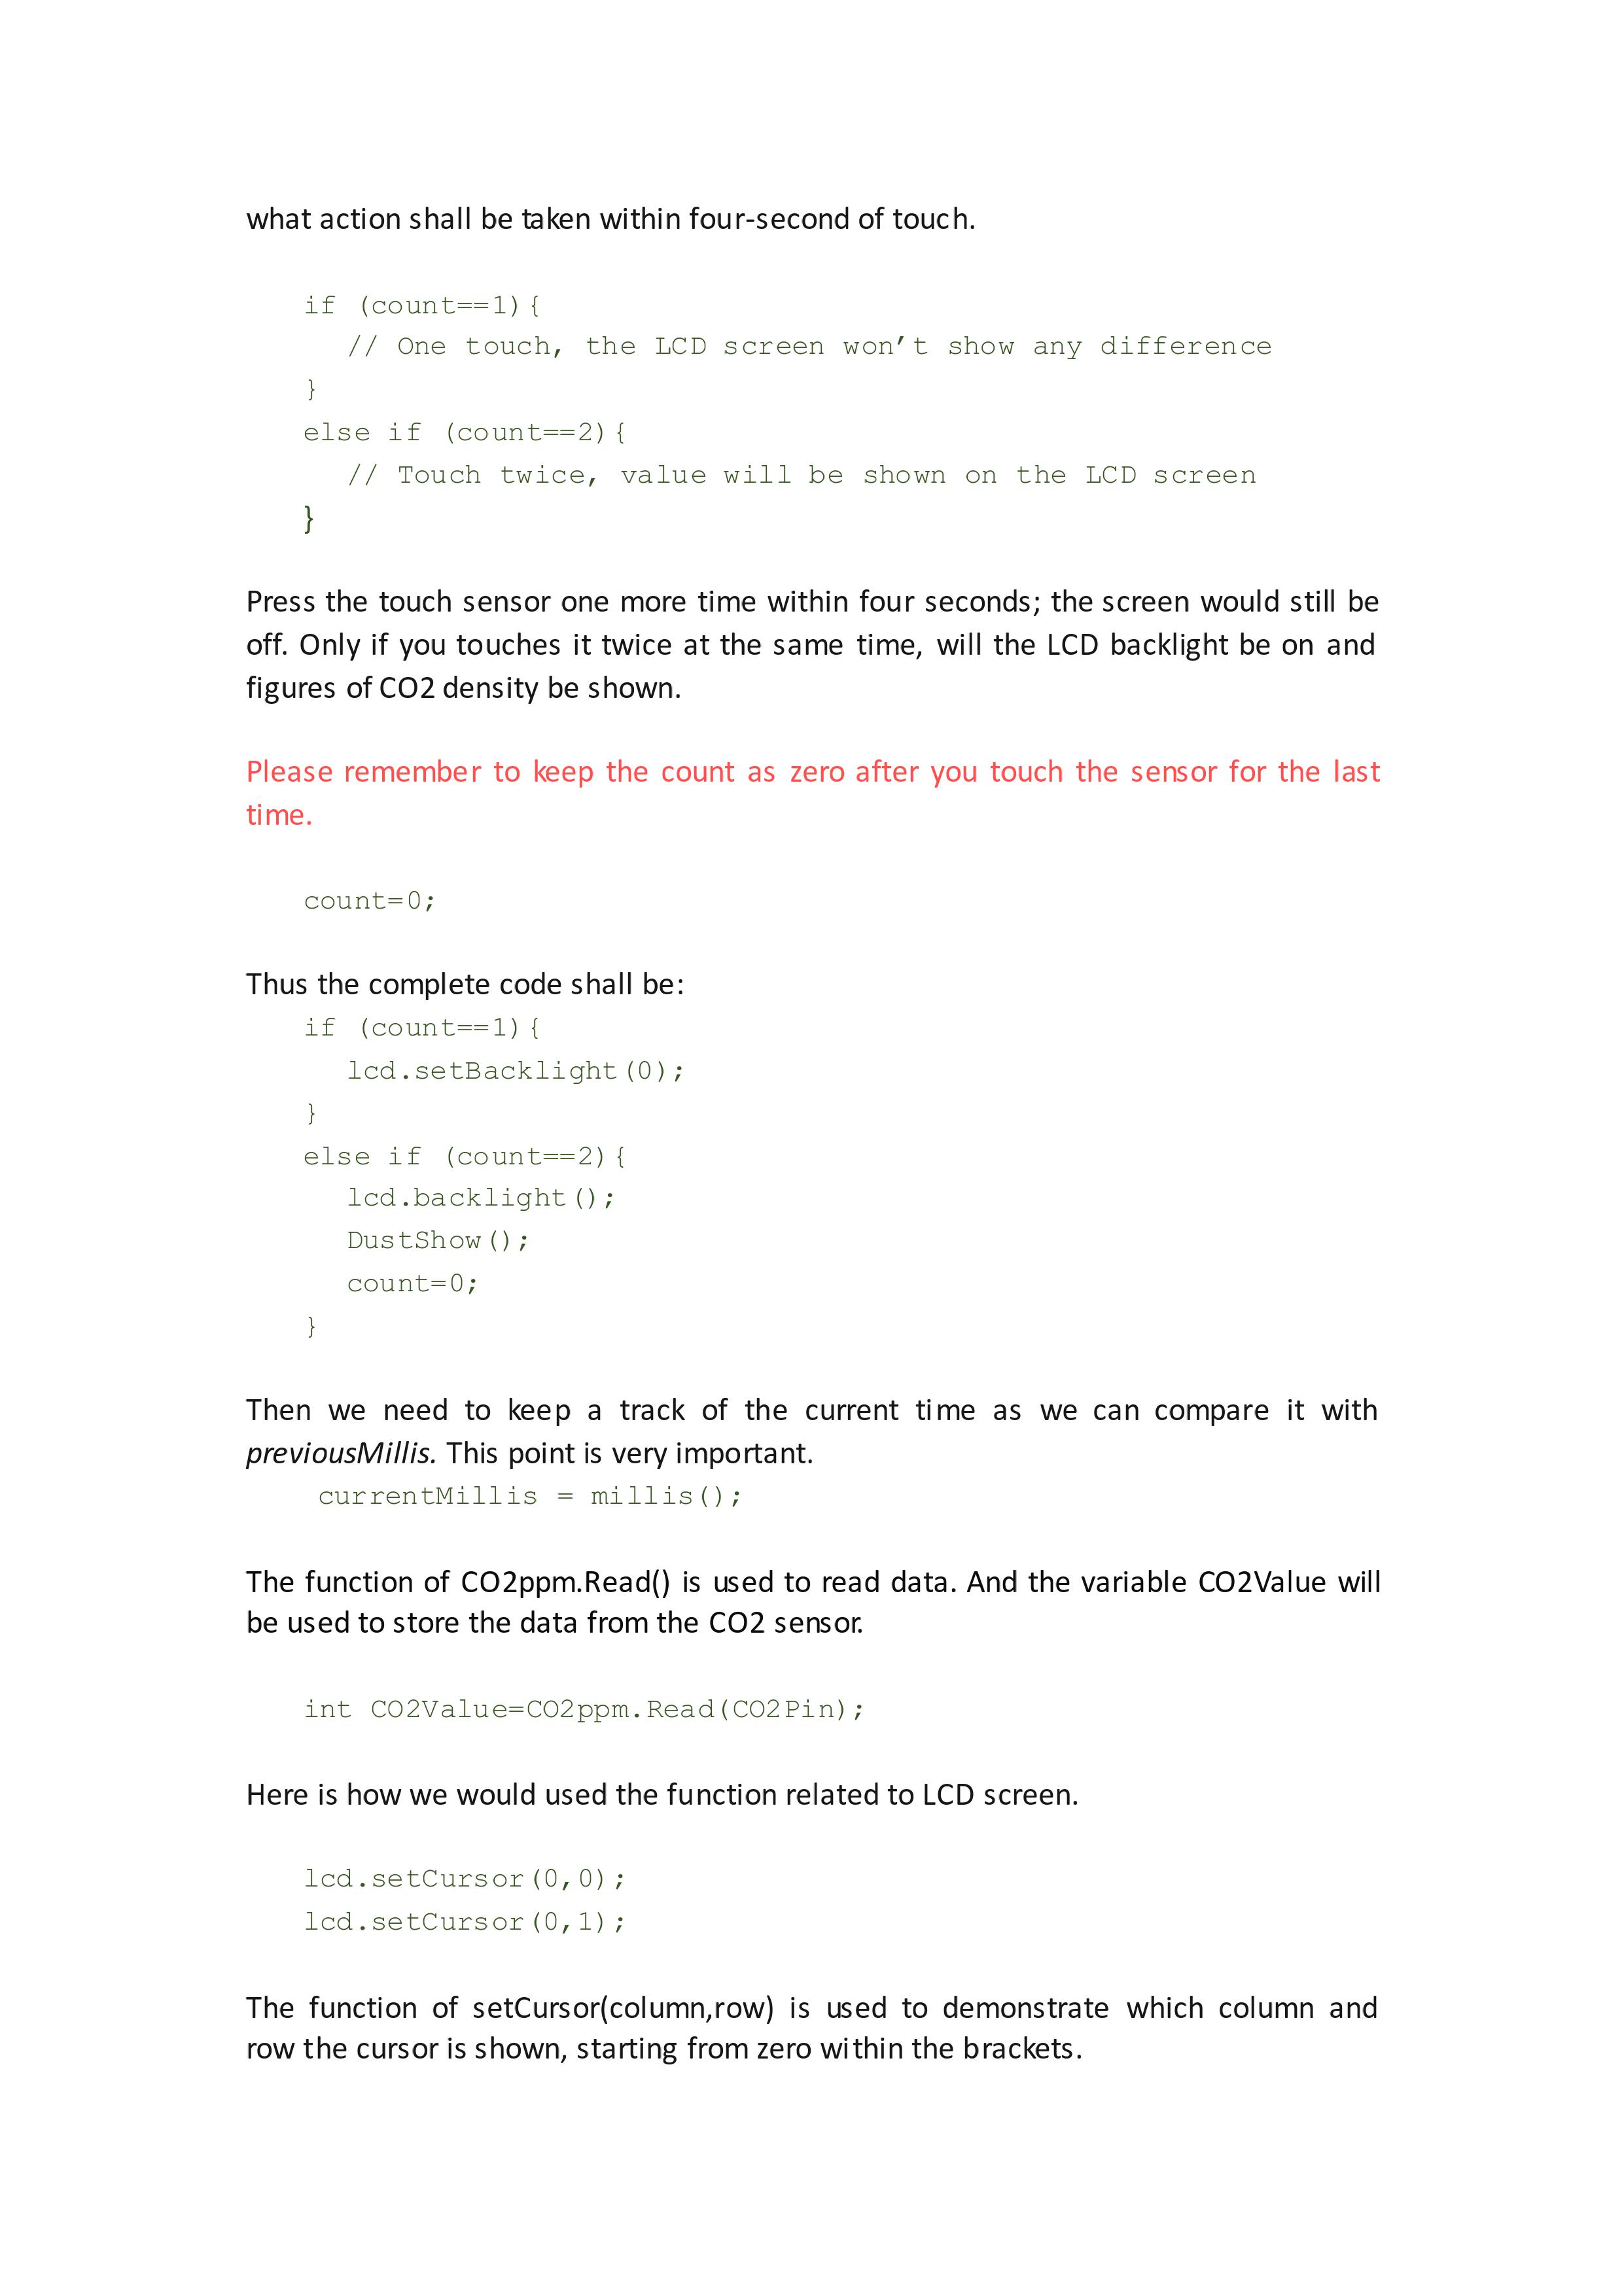 what action shall be taken within four-second of touch.
if (count==1){
// One touch, the LCD screen won’t show any difference
}
else if (count==2){
// Touch twice, value will be shown on the LCD screen
}
Press the touch sensor one more time within four seconds; the screen would still be
off. Only if you touches it twice at the same time, will the LCD backlight be on and
figures of CO2 density be shown.
Please remember to keep the count as zero after you touch the sensor for the last
time.
count=0;
Thus the complete code shall be:
if (count==1){
lcd.setBacklight(0);
}
else if (count==2){
lcd.backlight();
DustShow();
count=0;
}
Then we need to keep a track of the current time as we can compare it with
previousMillis. This point is very important.
currentMillis = millis();
The function of CO2ppm.Read() is used to read data. And the variable CO2Value will
be used to store the data from the CO2 sensor.
int CO2Value=CO2ppm.Read(CO2Pin);
Here is how we would used the function related to LCD screen.
lcd.setCursor(0,0);
lcd.setCursor(0,1);
The function of setCursor(column,row) is used to demonstrate which column and
row the cursor is shown, starting from zero within the brackets.